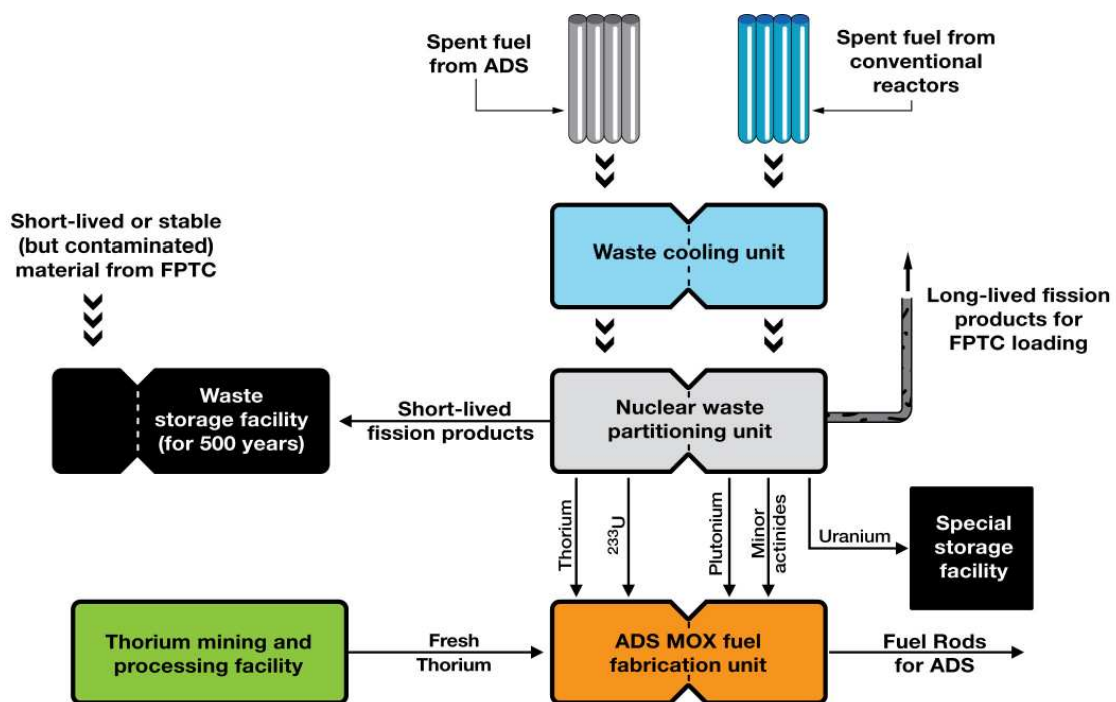 Spent fuel
from ADS
Spent fuel from
conventional
reactors
Short-lived or stable
(but contaminated)
material from FPTC
Waste cooling unit
Long-lived fission
products for
FPTC loading
Waste
storage facility
(for 500 years)
Short-lived
fission products
Nuclear waste
partitioning unit
Thorium
²³³U
Plutonium
Minor
actinides
Uranium
Special
storage
facility
Thorium mining and
processing facility
Fresh
Thorium
ADS MOX fuel
fabrication unit
Fuel Rods
for ADS